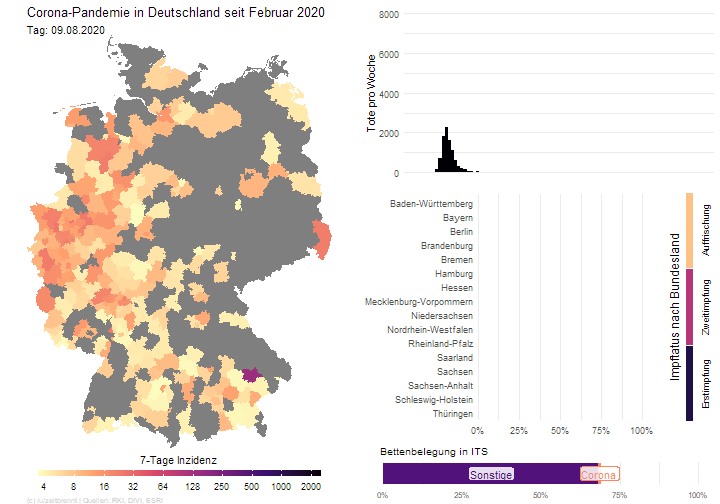 Corona-Pandemie in Deutschland seit Februar 2020
Tag: 09.08.2020
7-Tage Inzidenz
4 8 16 32 64 128 250 500 1000 2000
(c) /u/zeitbrennt | Quellen: RKI, DIVI, ESRI
Tote pro Woche
8000
6000
4000
2000
0
Baden-Württemberg
Bayern
Berlin
Brandenburg
Bremen
Hamburg
Hessen
Mecklenburg-Vorpommern
Niedersachsen
Nordrhein-Westfalen
Rheinland-Pfalz
Saarland
Sachsen
Sachsen-Anhalt
Schleswig-Holstein
Thüringen
0% 25% 50% 75% 100%
Impfstatus nach Bundesland
Auffrischung
Zweitimpfung
Erstimpfung
Bettenbelegung in ITS
Sonstige Corona
0% 25% 50% 75% 100%